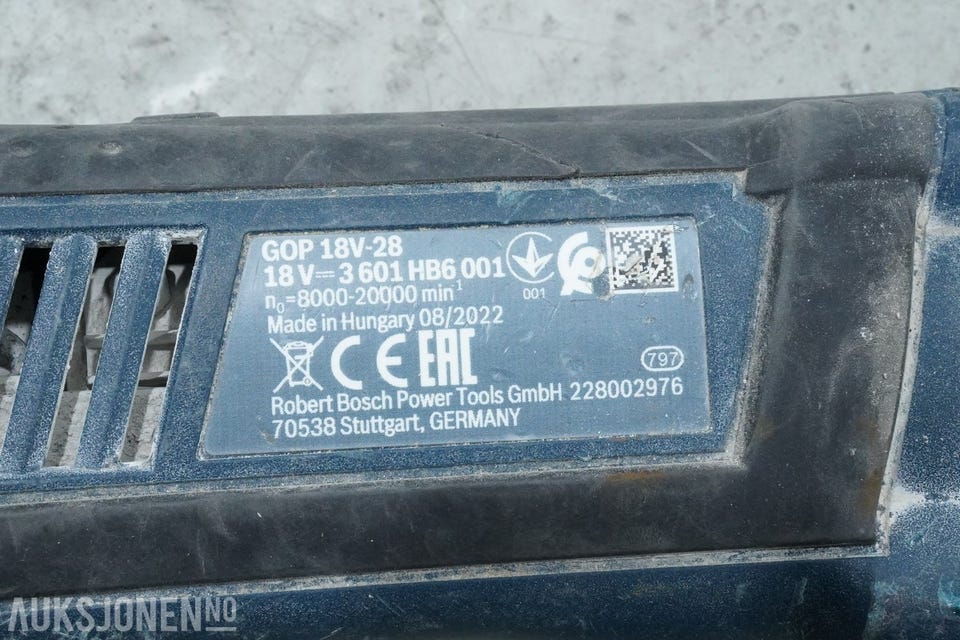 GOP 18V-28
18 V⎓ 3 601 HB6 001
n₀=8000-20000 min⁻¹
001
Made in Hungary 08/2022
CE EAC
797
Robert Bosch Power Tools GmbH 228002976
70538 Stuttgart, GERMANY
AUKSJONEN.NO